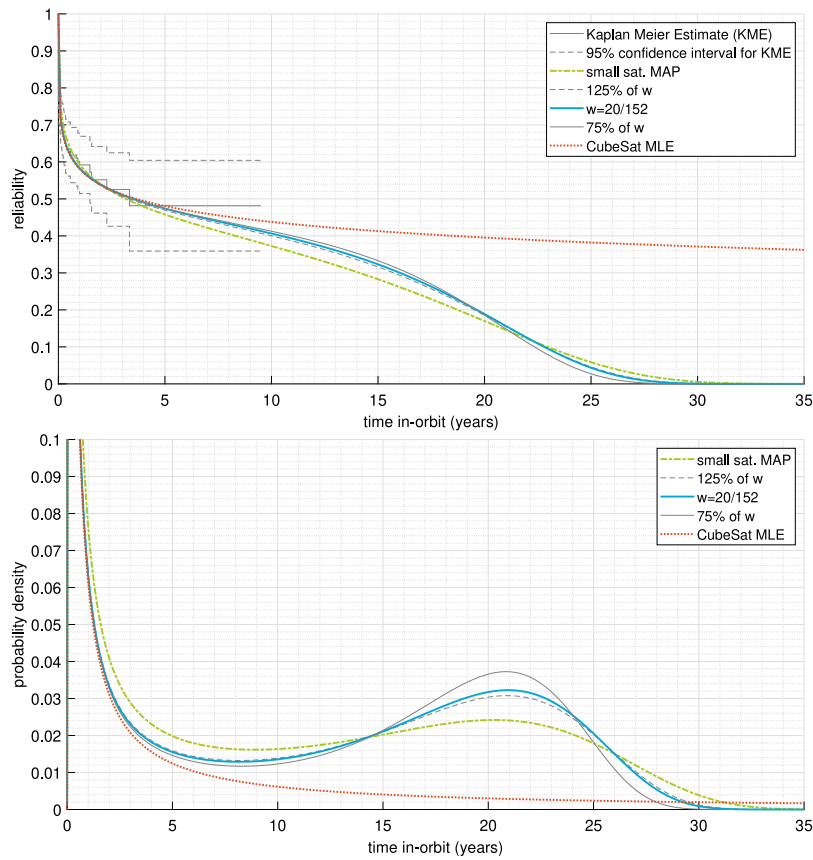 1
0.9
0.8
0.7
0.6
0.5
0.4
0.3
0.2
0.1
0
reliability
Kaplan Meier Estimate (KME)
95% confidence interval for KME
small sat. MAP
125% of w
w=20/152
75% of w
CubeSat MLE
0 5 10 15 20 25 30 35
time in-orbit (years)
0.1
0.09
0.08
0.07
0.06
0.05
0.04
0.03
0.02
0.01
0
probability density
small sat. MAP
125% of w
w=20/152
75% of w
CubeSat MLE
0 5 10 15 20 25 30 35
time in-orbit (years)